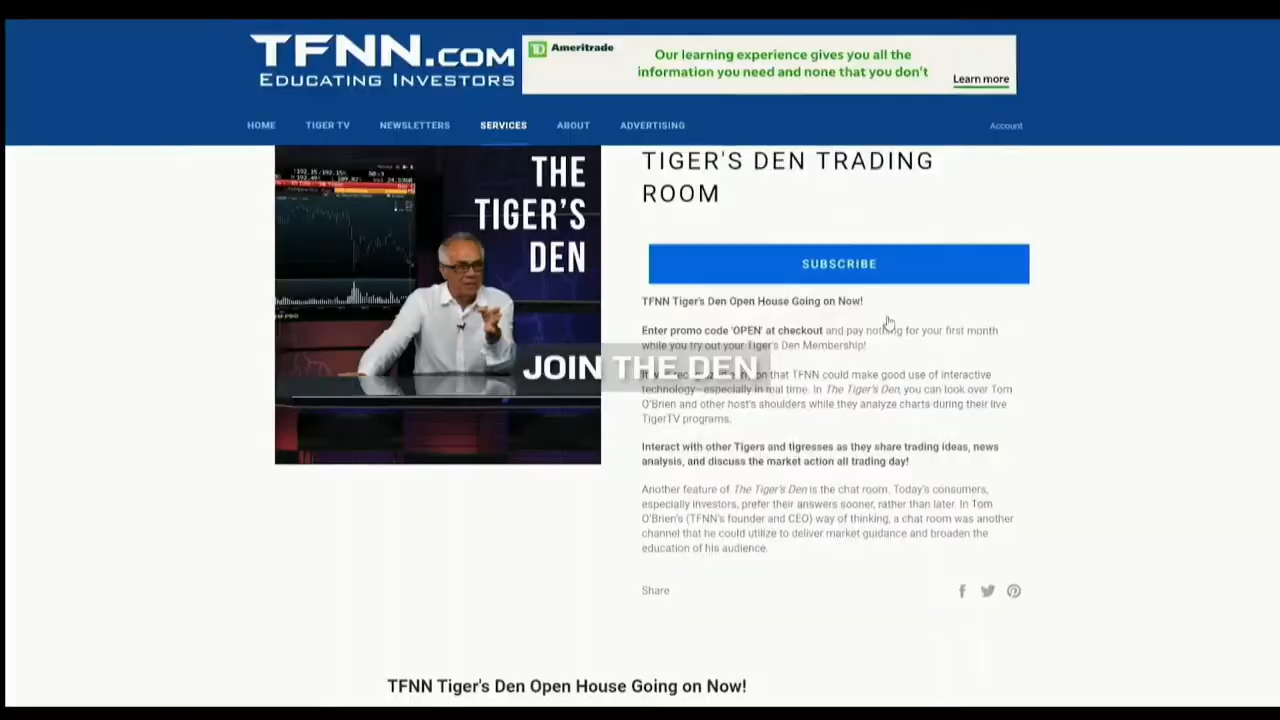 TFNN.COM
EDUCATING INVESTORS
TD Ameritrade
Our learning experience gives you all the
information you need and none that you don't
Learn more
HOME
TIGER TV
NEWSLETTERS
SERVICES
ABOUT
ADVERTISING
Account
THE
TIGER'S
DEN
TIGER'S DEN TRADING
ROOM
SUBSCRIBE
TFNN Tiger's Den Open House Going on Now!
Enter promo code 'OPEN' at checkout and pay nothing for your first month
while you try out your Tiger's Den Membership!
JOIN THE DEN
that TFNN could make good use of interactive
technology—especially in real time. In The Tiger's Den, you can look over Tom
O'Brien and other host's shoulders while they analyze charts during their live
TigerTV programs.
Interact with other Tigers and tigresses as they share trading ideas, news
analysis, and discuss the market action all trading day!
Another feature of The Tiger's Den is the chat room. Today's consumers,
especially investors, prefer their answers sooner, rather than later. In Tom
O'Brien's (TFNN's founder and CEO) way of thinking, a chat room was another
channel that he could utilize to deliver market guidance and broaden the
education of his audience.
Share
TFNN Tiger's Den Open House Going on Now!